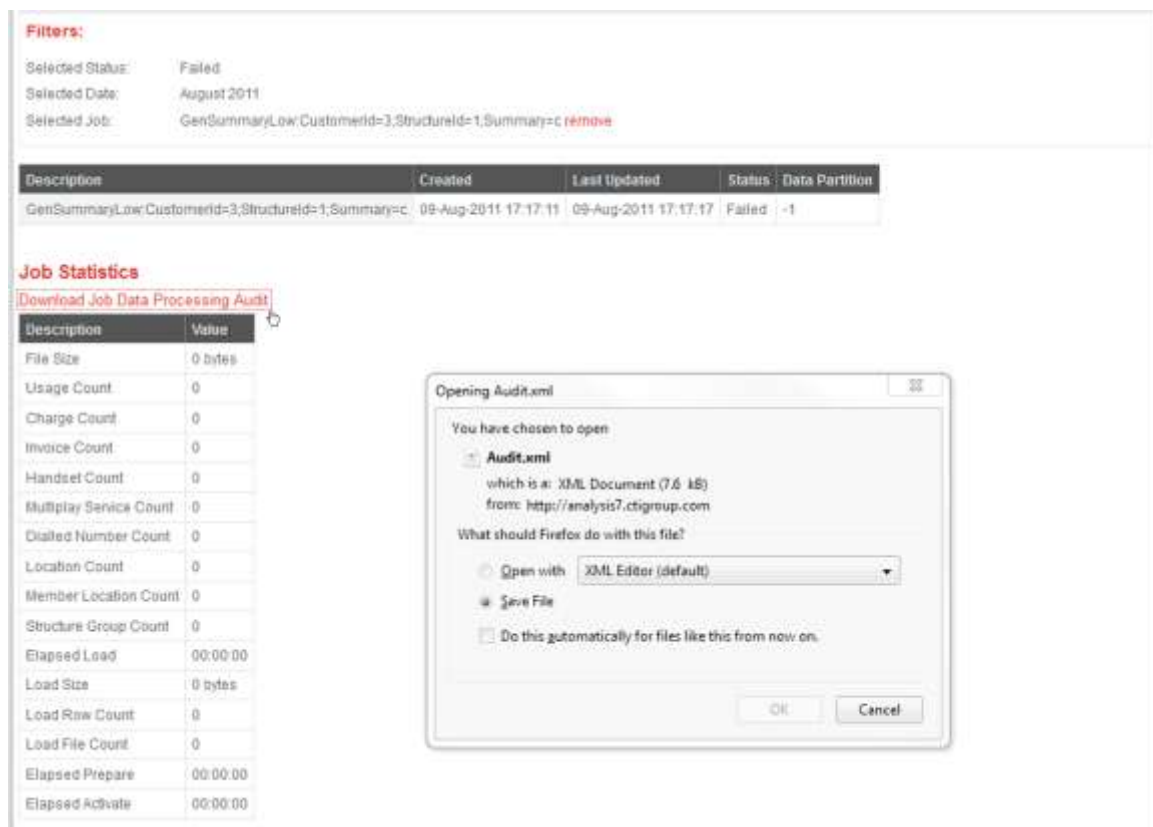 Filters:
Selected Status: Failed
Selected Date: August 2011
Selected Job: GenSummaryLow:CustomerId=3;StructureId=1;Summary=c remove
Description Created Last Updated Status Data Partition
GenSummaryLow:CustomerId=3;StructureId=1;Summary=c 09-Aug-2011 17:17:11 09-Aug-2011 17:17:17 Failed -1
Job Statistics
Download Job Data Processing Audit
Description Value
File Size 0 bytes
Usage Count 0
Charge Count 0
Invoice Count 0
Handset Count 0
Multiplay Service Count 0
Dialled Number Count 0
Location Count 0
Member Location Count 0
Structure Group Count 0
Elapsed Load 00:00:00
Load Size 0 bytes
Load Row Count 0
Load File Count 0
Elapsed Prepare 00:00:00
Elapsed Activate 00:00:00
Opening Audit.xml
You have chosen to open
Audit.xml
which is a: XML Document (7.6 kB)
from: http://analysis7.ctigroup.com
What should Firefox do with this file?
Open with XML Editor (default)
Save File
Do this automatically for files like this from now on.
OK Cancel